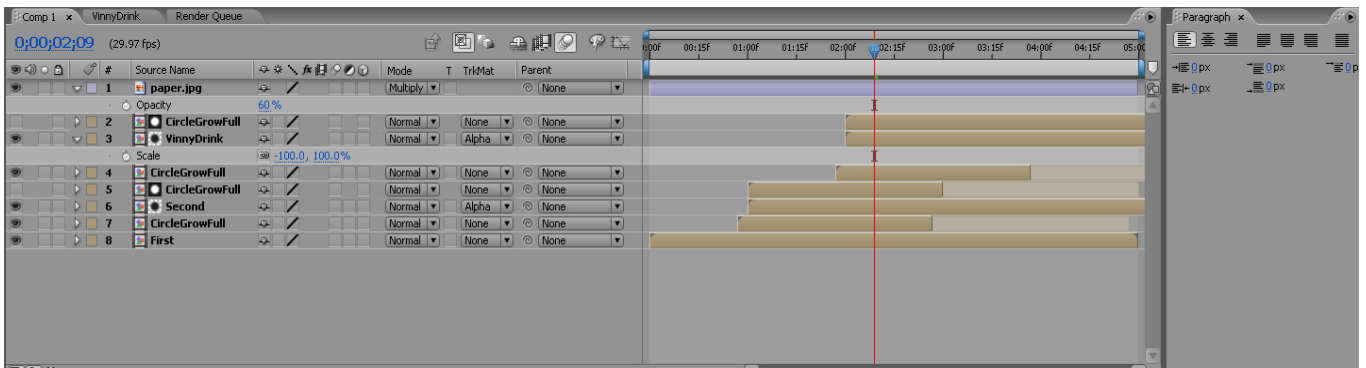 Comp 1 × VinnyDrink Render Queue Paragraph ×
0;00;02;09 (29.97 fps)
:00F 00:15F 01:00F 01:15F 02:00F 02:15F 03:00F 03:15F 04:00F 04:15F 05:00
# Source Name Mode T TrkMat Parent
0 px 0 px 0 p
0 px 0 px
1 paper.jpg Multiply None
Opacity 60 %
2 CircleGrowFull Normal None None
3 VinnyDrink Normal Alpha None
Scale -100.0, 100.0%
4 CircleGrowFull Normal None None
5 CircleGrowFull Normal None None
6 Second Normal Alpha None
7 CircleGrowFull Normal None None
8 First Normal None None